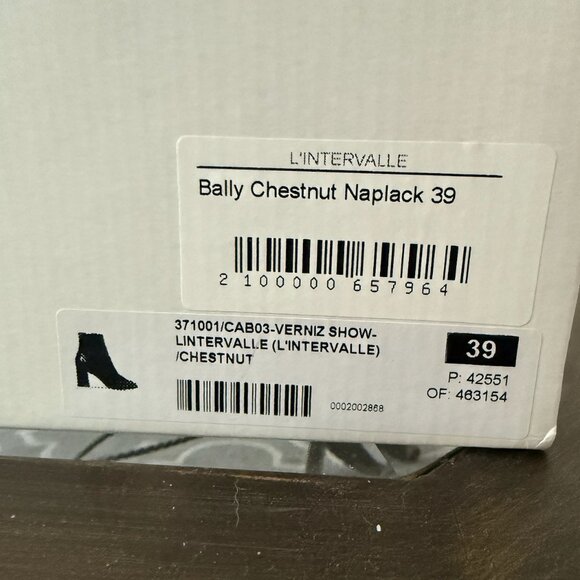 L'INTERVALLE
Bally Chestnut Naplack 39
2 100000 657964
371001/CAB03-VERNIZ SHOW-
LINTERVALLE (L'INTERVALLE)
/CHESTNUT
0002002868
39
P: 42551
OF: 463154